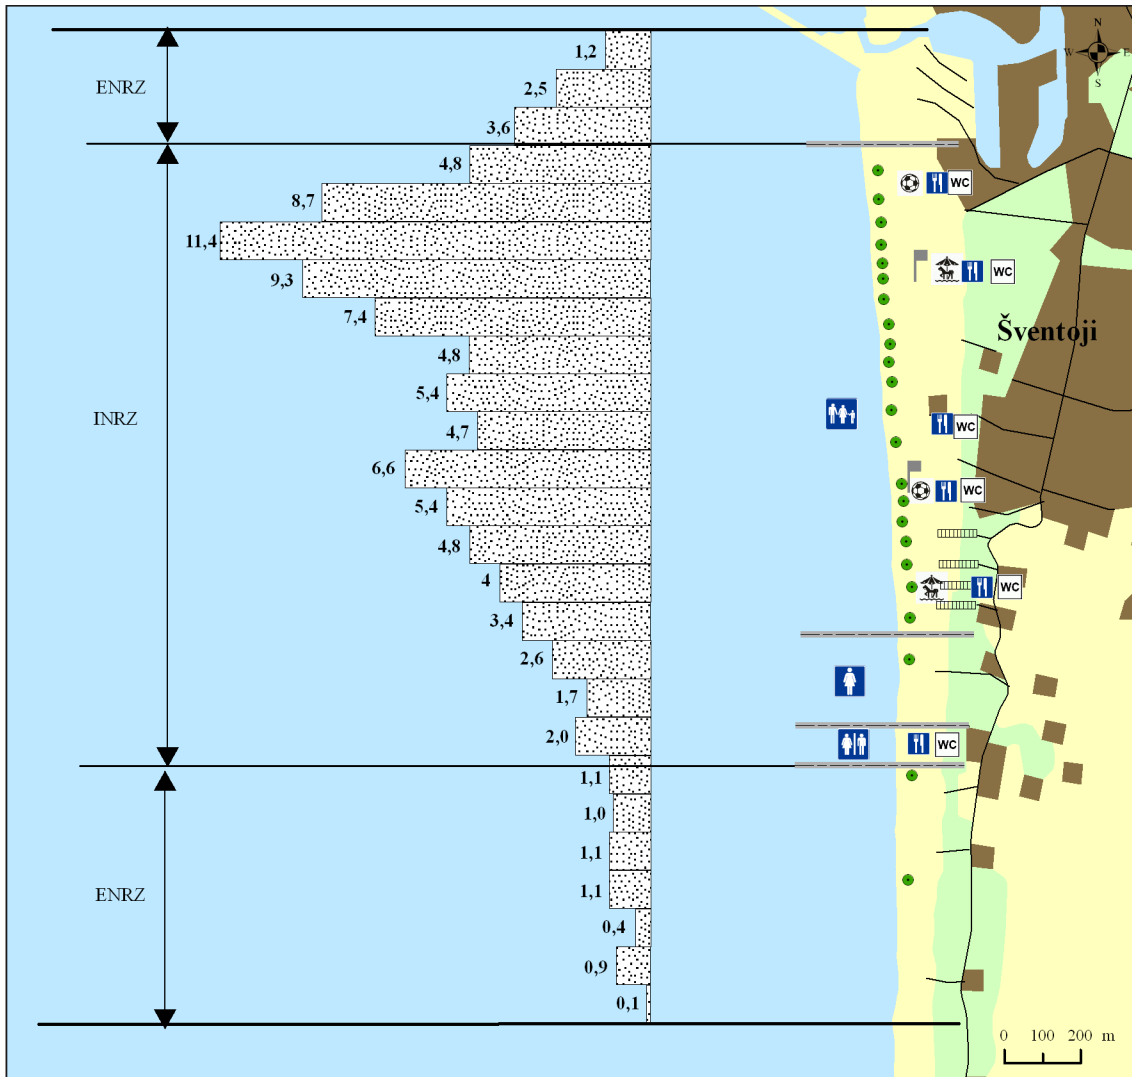 N
W E
S
ENRZ
1,2
2,5
3,6
4,8
WC
8,7
11,4
9,3
WC
7,4
Šventoji
4,8
5,4
INRZ
4,7
WC
6,6
WC
5,4
4,8
4
WC
3,4
2,6
1,7
2,0
WC
1,1
1,0
1,1
ENRZ
1,1
0,4
0,9
0,1
0 100 200 m